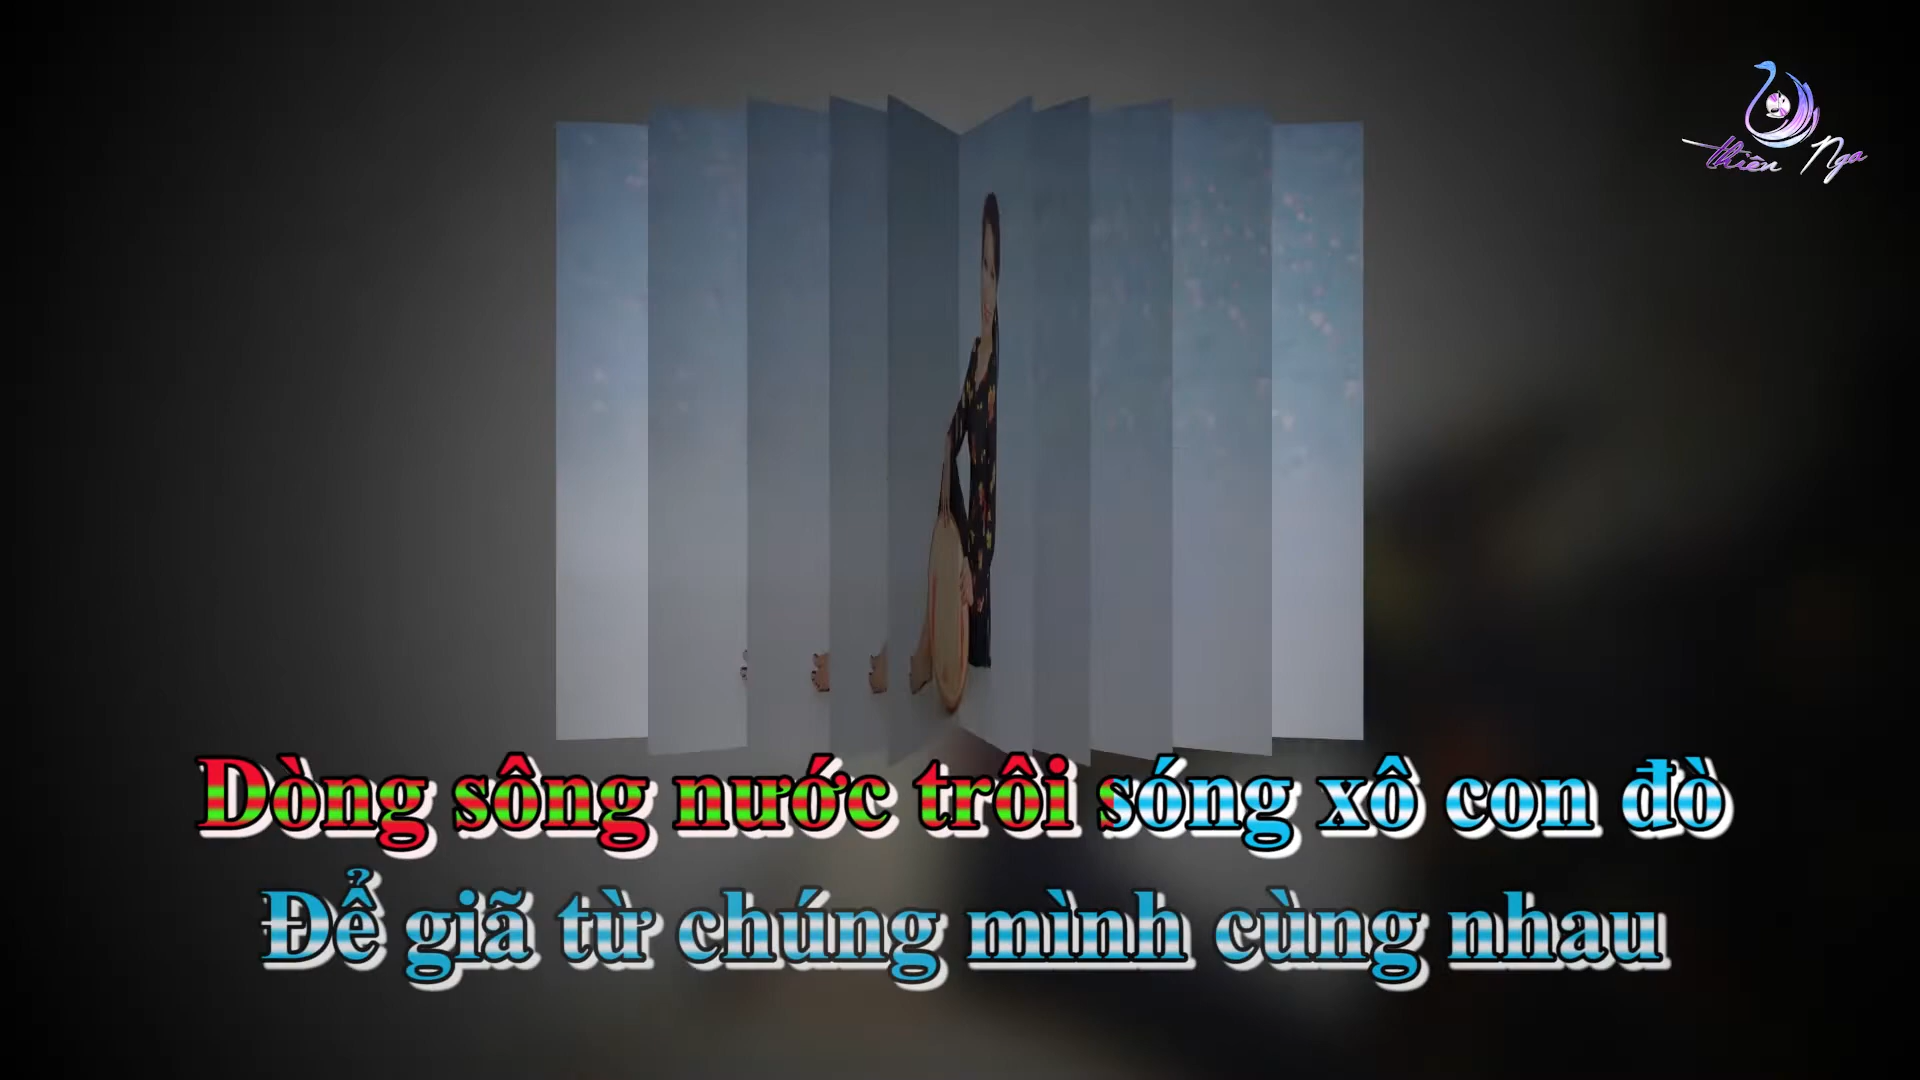 Thiên Nga
Dòng sông nước trôi sóng xô con đò
Để giã từ chúng mình cùng nhau